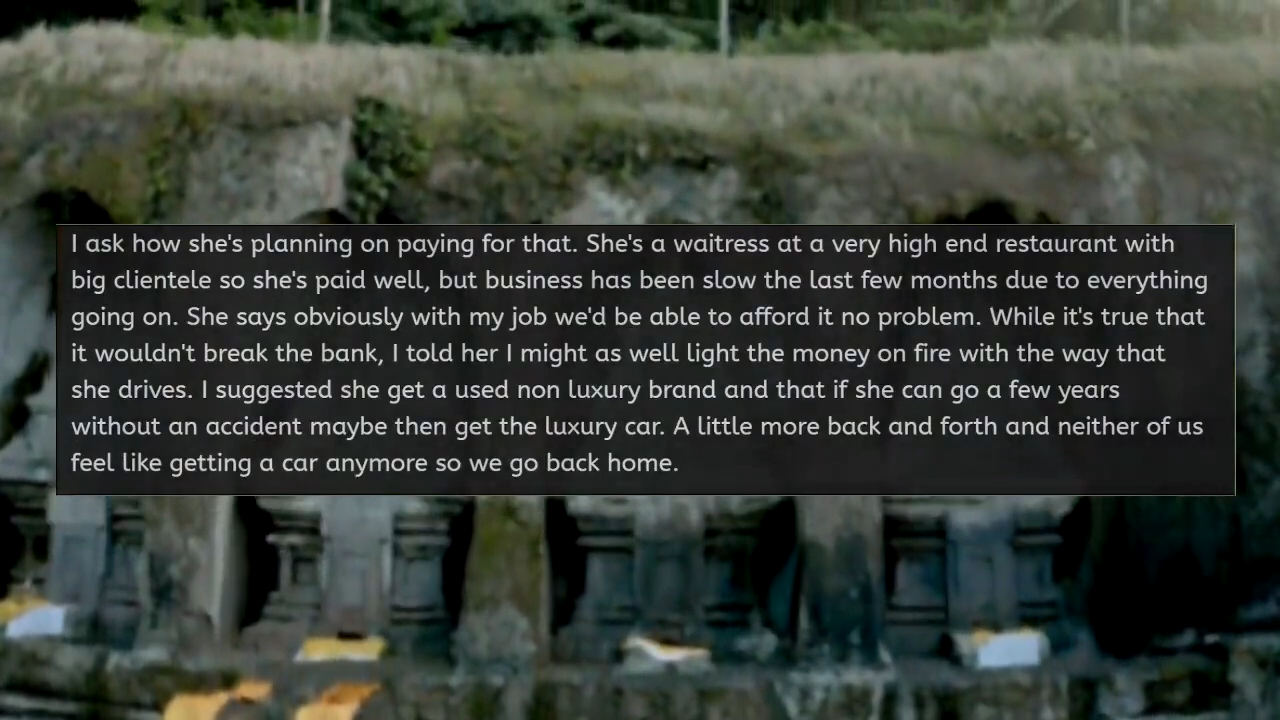 I ask how she's planning on paying for that. She's a waitress at a very high end restaurant with
big clientele so she's paid well, but business has been slow the last few months due to everything
going on. She says obviously with my job we'd be able to afford it no problem. While it's true that
it wouldn't break the bank, I told her I might as well light the money on fire with the way that
she drives. I suggested she get a used non luxury brand and that if she can go a few years
without an accident maybe then get the luxury car. A little more back and forth and neither of us
feel like getting a car anymore so we go back home.